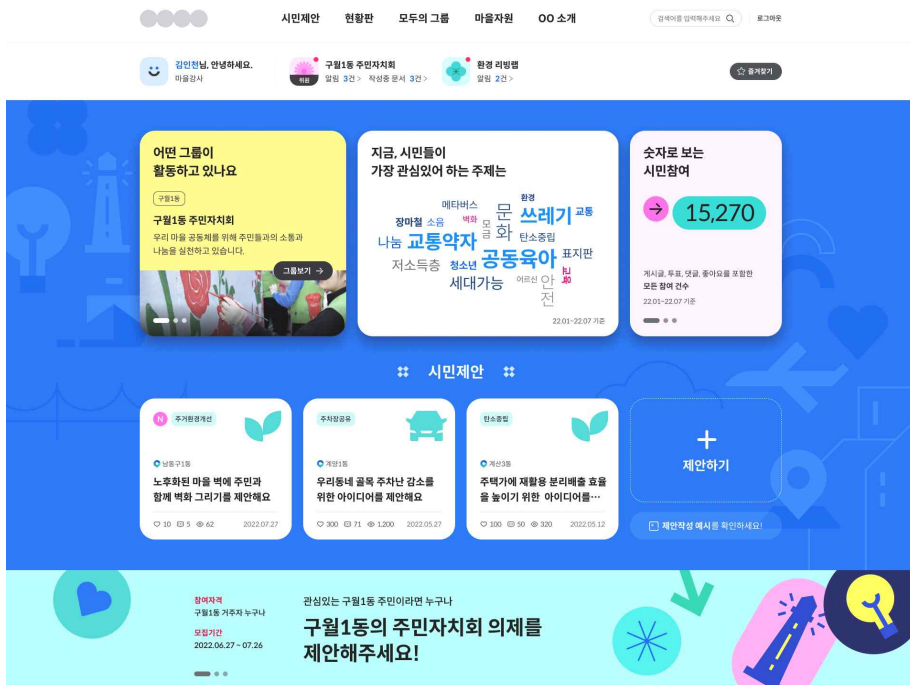 시민제안 현황판 모두의 그룹 마을자원 OO 소개
검색어를 입력해주세요
로그아웃
김인천님, 안녕하세요.
마을강사
위원
구월1동 주민자치회
알림 3건 > 작성중 문서 3건 >
환경 리빙랩
알림 2건 >
즐겨찾기
어떤 그룹이
활동하고 있나요
구월1동
구월1동 주민자치회
우리 마을 공동체를 위해 주민들과의 소통과
나눔을 실천하고 있습니다.
그룹보기 →
지금, 시민들이
가장 관심있어 하는 주제는
환경
메타버스
문화
쓰레기
교통
벽화
장마철
소음
모금
탄소중립
나눔
교통약자
공동육아
표지판
저소득층
청소년
교육
세대가능
어르신
안전
22.01~22.07 기준
숫자로 보는
시민참여
15,270
게시글, 투표, 댓글, 좋아요를 포함한
모든 참여 건수
22.01~22.07 기준
시민제안
N 주거환경개선
남동구1동
노후화된 마을 벽에 주민과
함께 벽화 그리기를 제안해요
10 5 62 2022.07.27
주차장공유
계양1동
우리동네 골목 주차난 감소를
위한 아이디어를 제안해요
300 71 1,200 2022.05.27
탄소중립
계산3동
주택가에 재활용 분리배출 효율
을 높이기 위한 아이디어를···
100 50 320 2022.05.12
제안하기
제안작성 예시를 확인하세요!
참여자격
구월1동 거주자 누구나
모집기간
2022.06.27 ~ 07.26
관심있는 구월1동 주민이라면 누구나
구월1동의 주민자치회 의제를
제안해주세요!